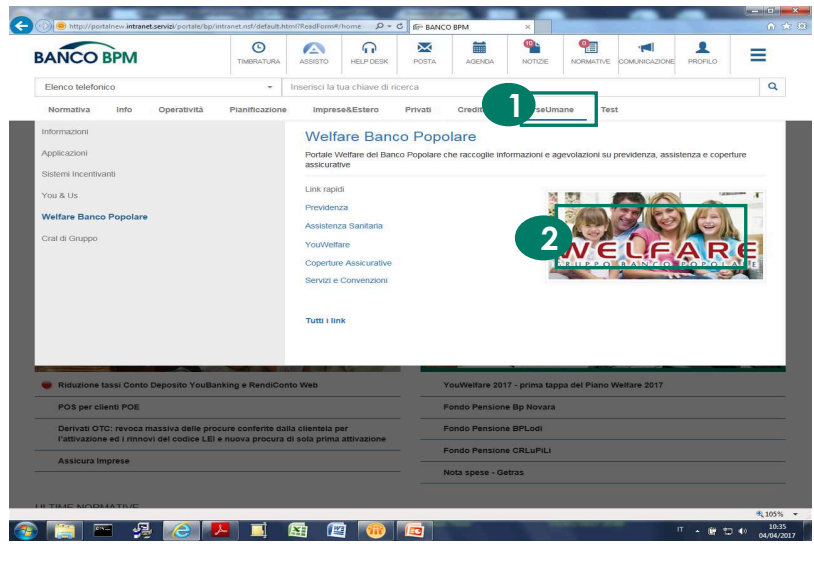 http://portalnew.intranet.servizi/portale/bp/intranet.nsf/default.html?ReadForm#/home
BANCO BPM
BANCO BPM
TIMBRATURA
ASSISTO
HELP DESK
POSTA
AGENDA
NOTIZIE
NORMATIVE
COMUNICAZIONE
PROFILO
Elenco telefonico
Inserisci la tua chiave di ricerca
Normativa Info Operatività Pianificazione Imprese&Estero Privati Credit 1 rseUmane Test
Informazioni
Applicazioni
Sistemi Incentivanti
You & Us
Welfare Banco Popolare
Cral di Gruppo
Welfare Banco Popolare
Portale Welfare del Banco Popolare che raccoglie informazioni e agevolazioni su previdenza, assistenza e coperture
assicurative
Link rapidi
Previdenza
Assistenza Sanitaria
YouWelfare
Coperture Assicurative
Servizi e Convenzioni
Tutti i link
2
WELFARE
GRUPPO BANCO POPOLARE
Riduzione tassi Conto Deposito YouBanking e RendiConto Web
POS per clienti POE
Derivati OTC: revoca massiva delle procure conferite dalla clientela per
l'attivazione ed i rinnovi del codice LEI e nuova procura di sola prima attivazione
Assicura Imprese
YouWelfare 2017 - prima tappa del Piano Welfare 2017
Fondo Pensione Bp Novara
Fondo Pensione BPLodi
Fondo Pensione CRLuPiLi
Nota spese - Getras
ULTIME NORMATIVE
105%
IT
10:35
04/04/2017